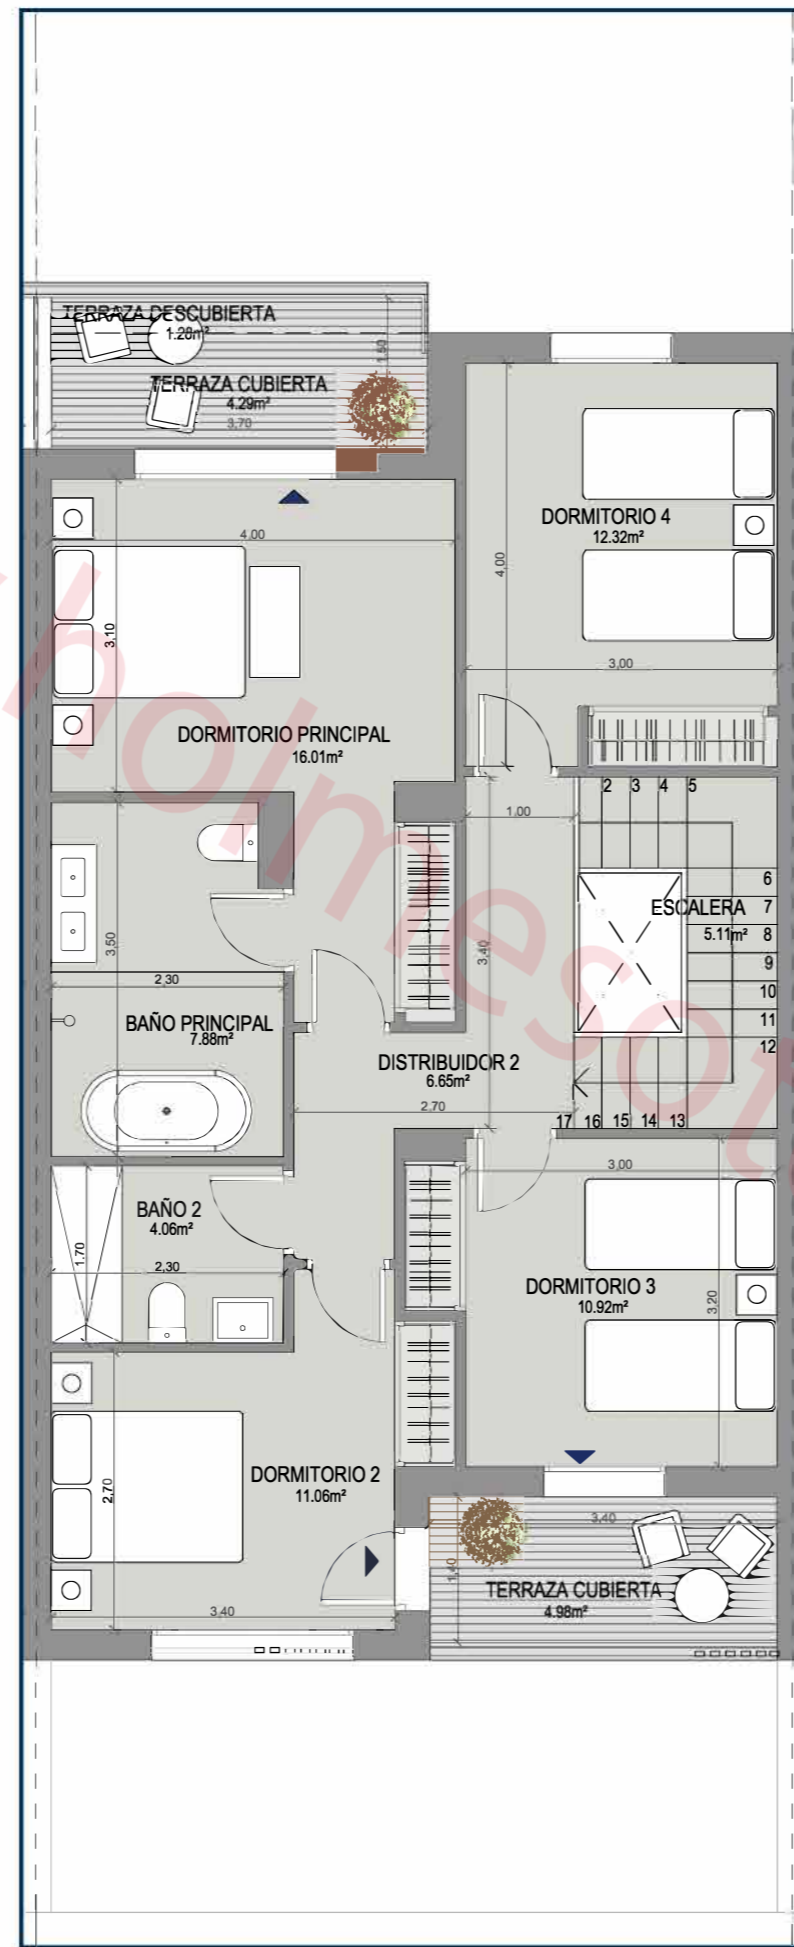 TERRAZA DESCUBIERTA
1.28m²
1,50
TERRAZA CUBIERTA
4.29m²
3,70
DORMITORIO 4
12.32m²
4,00
3,00
4,00
3,10
DORMITORIO PRINCIPAL
16.01m²
2 3 4 5
1,00
6
ESCALERA 7
5.11m² 8
9
10
11
12
3,40
3,50
2,30
BAÑO PRINCIPAL
7.88m²
DISTRIBUIDOR 2
6.65m²
2,70
17 16 15 14 13
3,00
BAÑO 2
4.06m²
1.70
2,30
DORMITORIO 3
10.92m²
3,20
DORMITORIO 2
11.06m²
2,70
3,40
3,40
1,40
TERRAZA CUBIERTA
4.98m²
holmesot